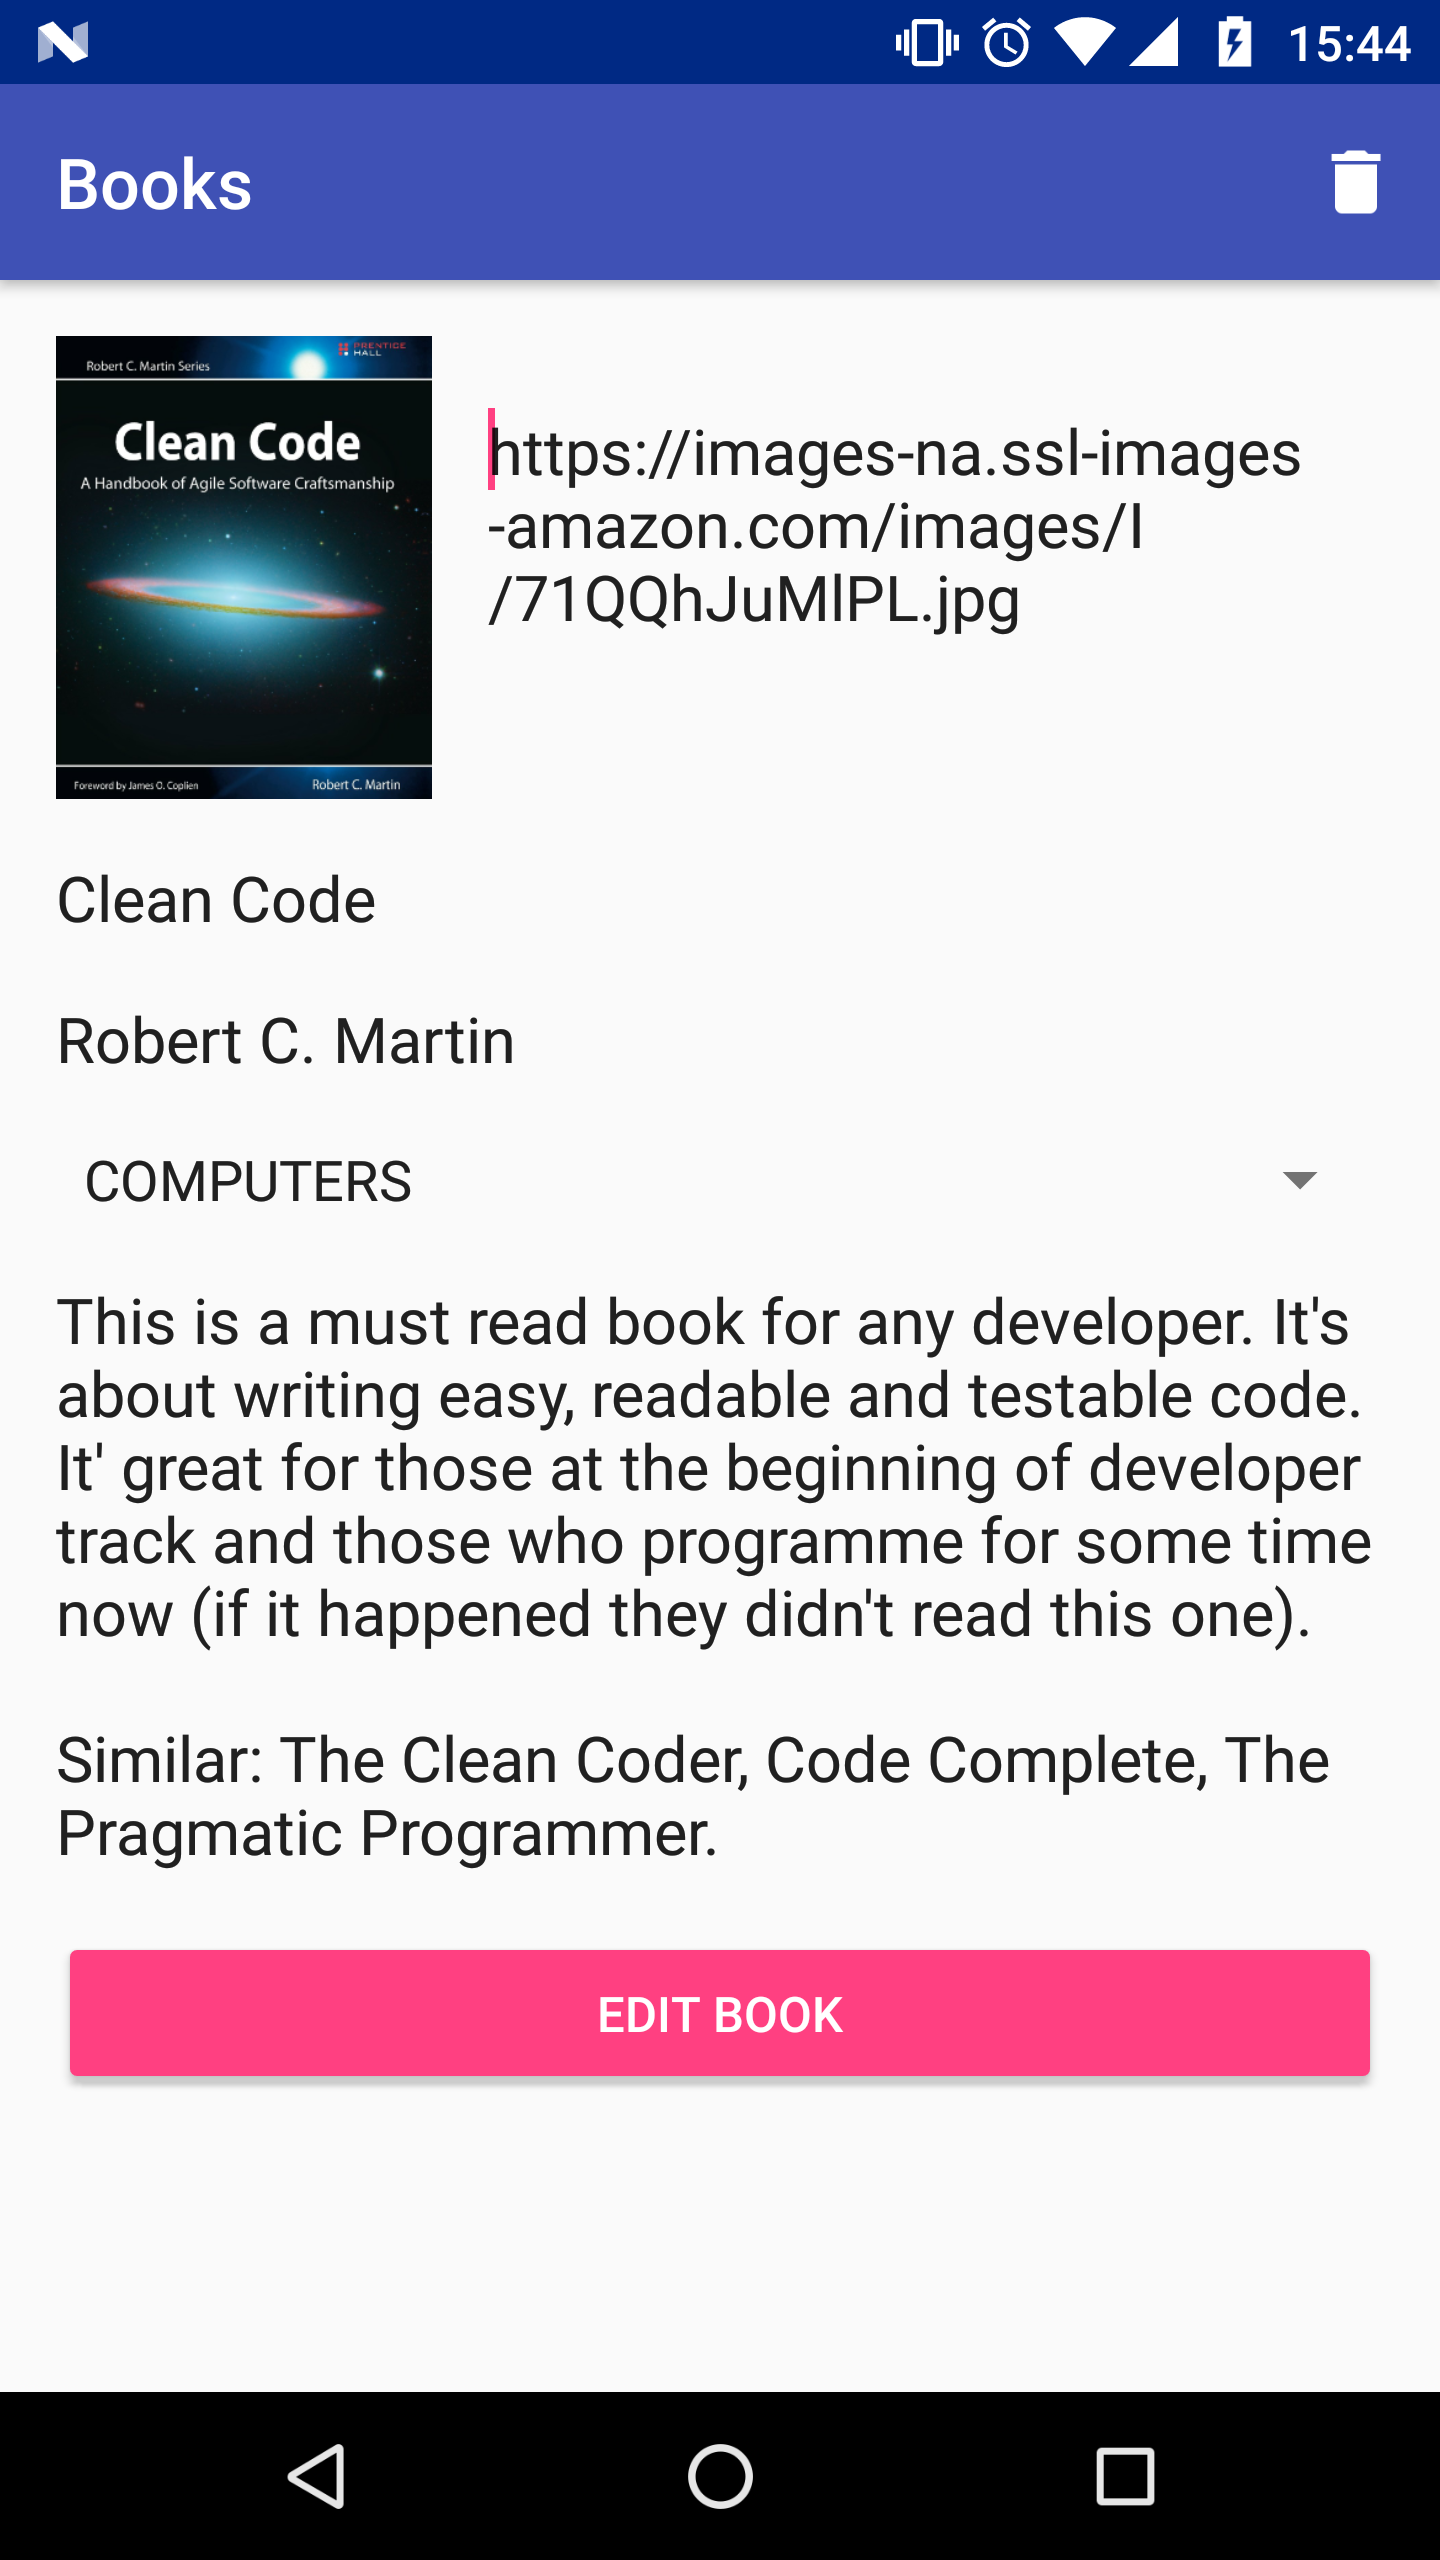 15:44
Books
PRENTICE
HALL
Robert C. Martin Series
Clean Code
A Handbook of Agile Software Craftsmanship
Foreword by James O. Coplien
Robert C. Martin
https://images-na.ssl-images
-amazon.com/images/I
/71QQhJuMlPL.jpg
Clean Code
Robert C. Martin
COMPUTERS
This is a must read book for any developer. It's
about writing easy, readable and testable code.
It' great for those at the beginning of developer
track and those who programme for some time
now (if it happened they didn't read this one).
Similar: The Clean Coder, Code Complete, The
Pragmatic Programmer.
EDIT BOOK